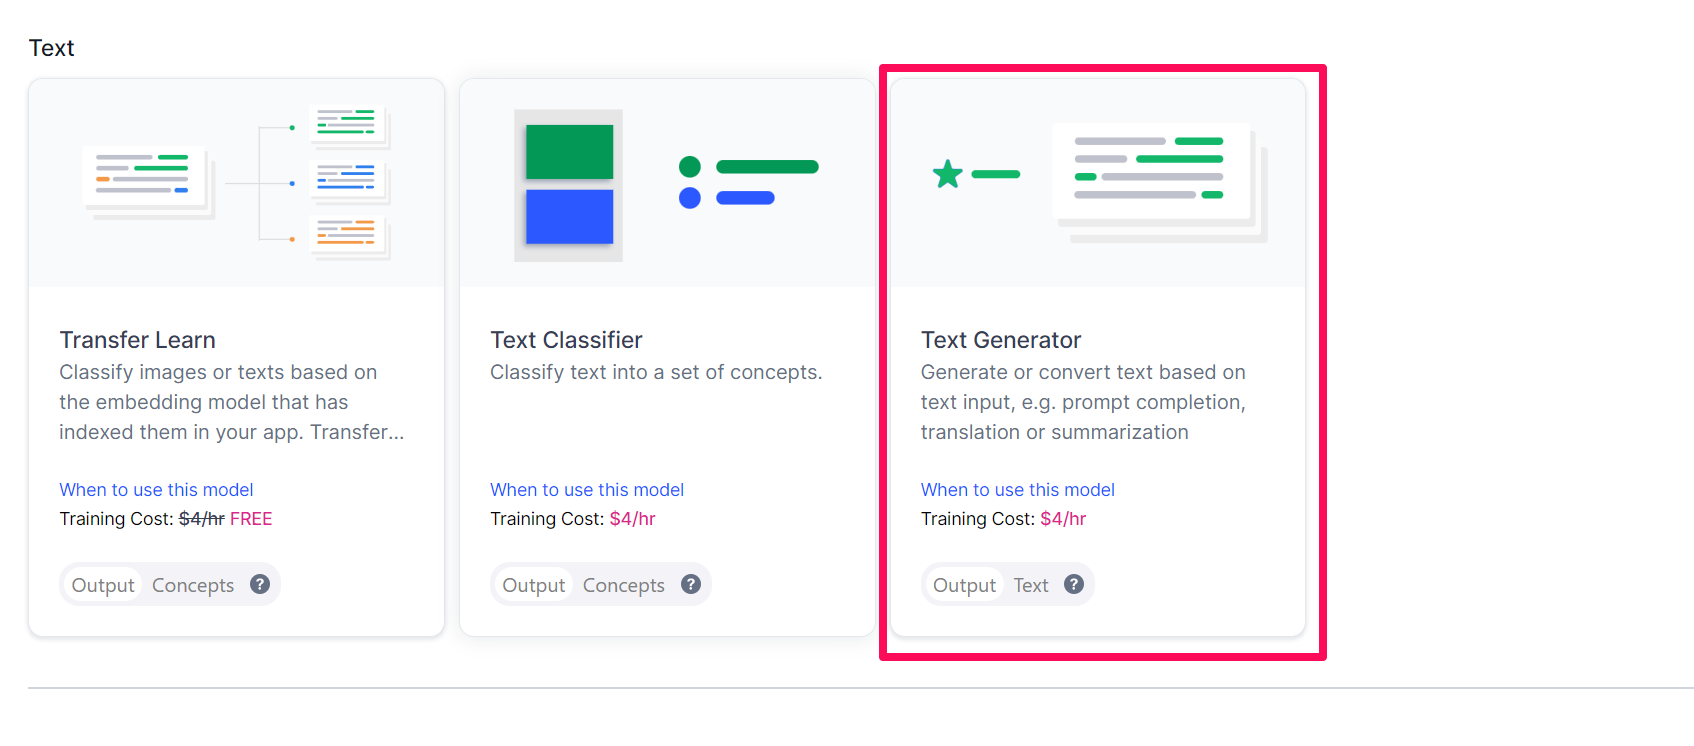 Text
Transfer Learn
Classify images or texts based on
the embedding model that has
indexed them in your app. Transfer...
When to use this model
Training Cost: $4/hr FREE
Output Concepts ?
Text Classifier
Classify text into a set of concepts.
When to use this model
Training Cost: $4/hr
Output Concepts ?
Text Generator
Generate or convert text based on
text input, e.g. prompt completion,
translation or summarization
When to use this model
Training Cost: $4/hr
Output Text ?